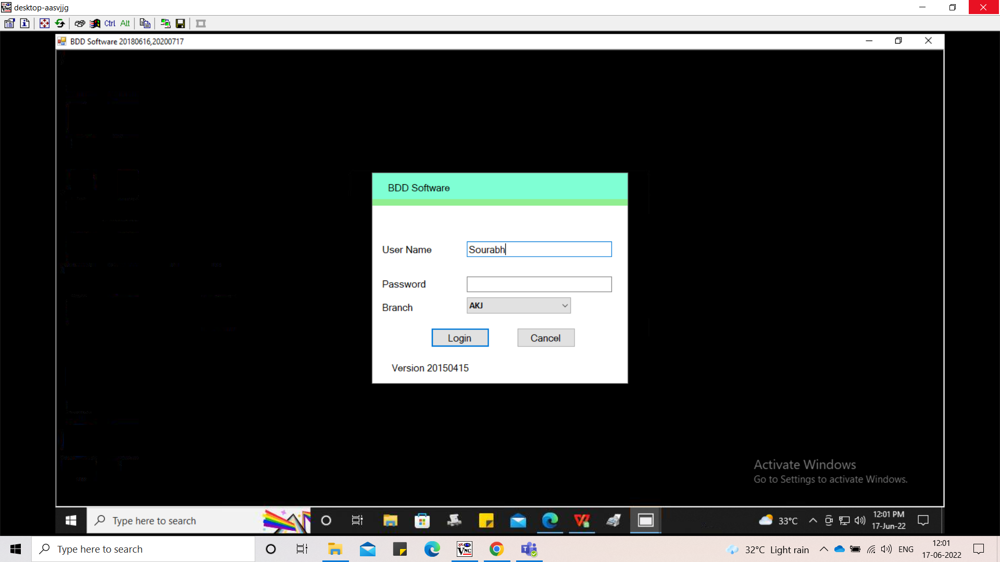 desktop-aasvjjg
Ctrl Alt
BDD Software 20180616,20200717
BDD Software
User Name Sourabh
Password
Branch AKJ
Login Cancel
Version 20150415
Activate Windows
Go to Settings to activate Windows.
Type here to search
33°C
12:01 PM
17-Jun-22
Type here to search
32°C Light rain
ENG
12:01
17-06-2022